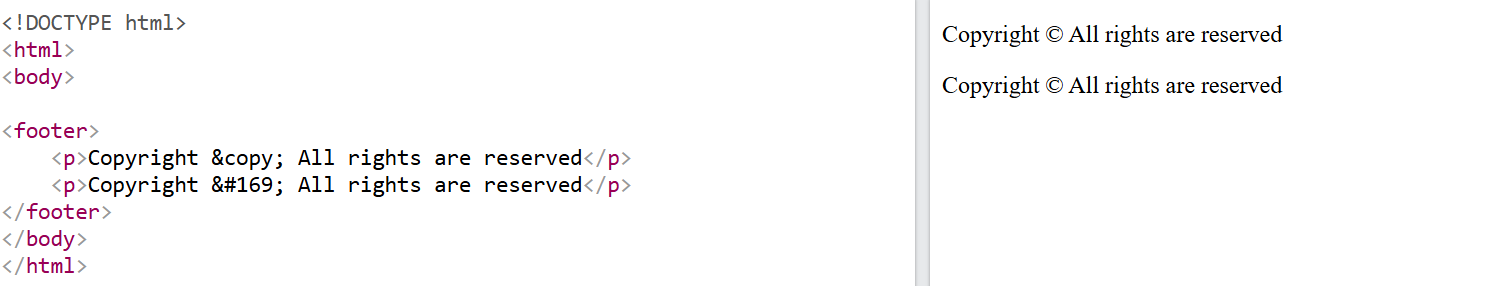 <!DOCTYPE html>
<html>
<body>
<footer>
    <p>Copyright &copy; All rights are reserved</p>
    <p>Copyright &#169; All rights are reserved</p>
</footer>
</body>
</html>
Copyright © All rights are reserved
Copyright © All rights are reserved